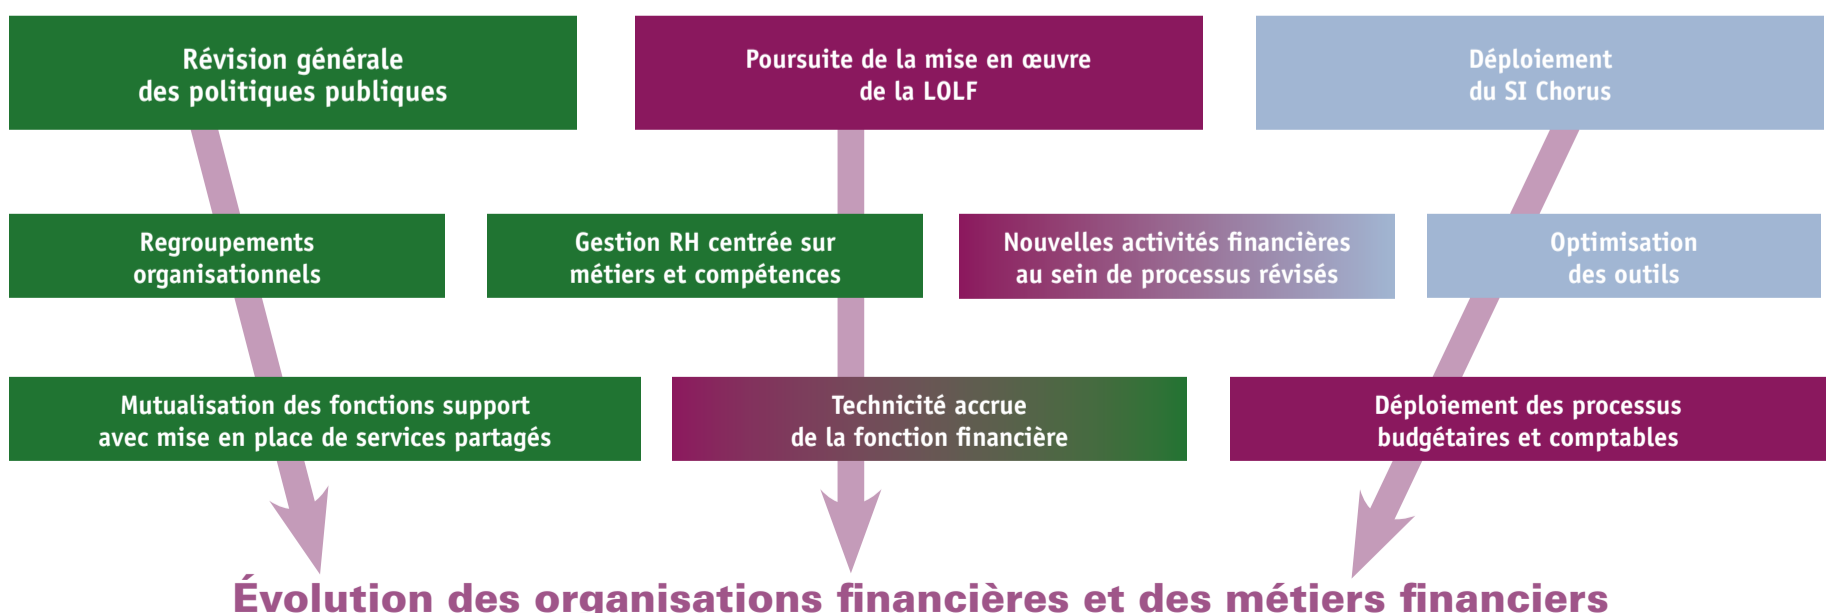 Révision générale
des politiques publiques
Poursuite de la mise en œuvre
de la LOLF
Déploiement
du SI Chorus
Regroupements
organisationnels
Gestion RH centrée sur
métiers et compétences
Nouvelles activités financières
au sein de processus révisés
Optimisation
des outils
Mutualisation des fonctions support
avec mise en place de services partagés
Technicité accrue
de la fonction financière
Déploiement des processus
budgétaires et comptables
Évolution des organisations financières et des métiers financiers